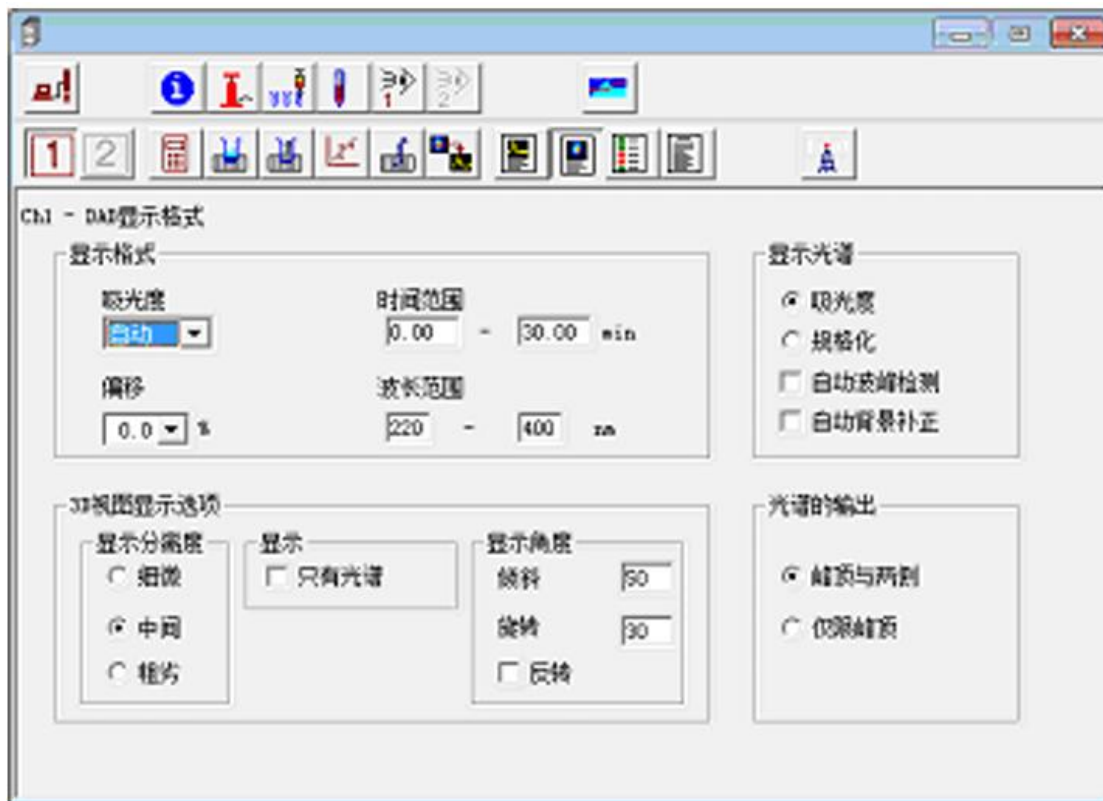 1 2
1 2
Ch1 - DAD显示格式
显示格式
吸光度
时间范围
自动
0.00 - 30.00 min
偏移
波长范围
0.0 %
220 - 400 nm
显示光谱
吸光度
规格化
自动波峰检测
自动背景补正
3D视图显示选项
显示分离度
细微
中间
粗劣
显示
只有光谱
显示角度
倾斜
旋转 30
反转
光谱的输出
峰顶与两侧
仅限峰顶